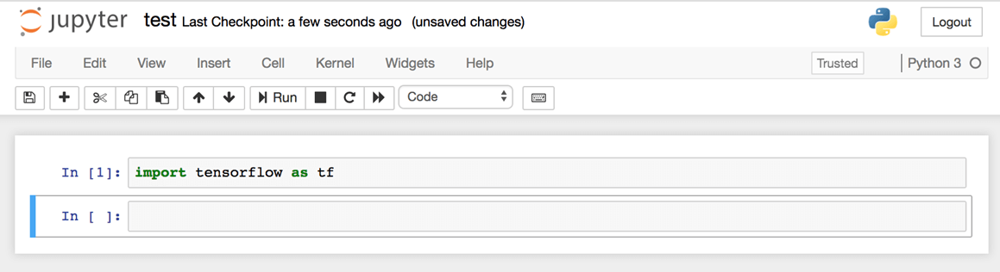 jupyter test Last Checkpoint: a few seconds ago (unsaved changes) Logout
File Edit View Insert Cell Kernel Widgets Help Trusted Python 3
Run Code
In [1]: import tensorflow as tf
In [ ]: